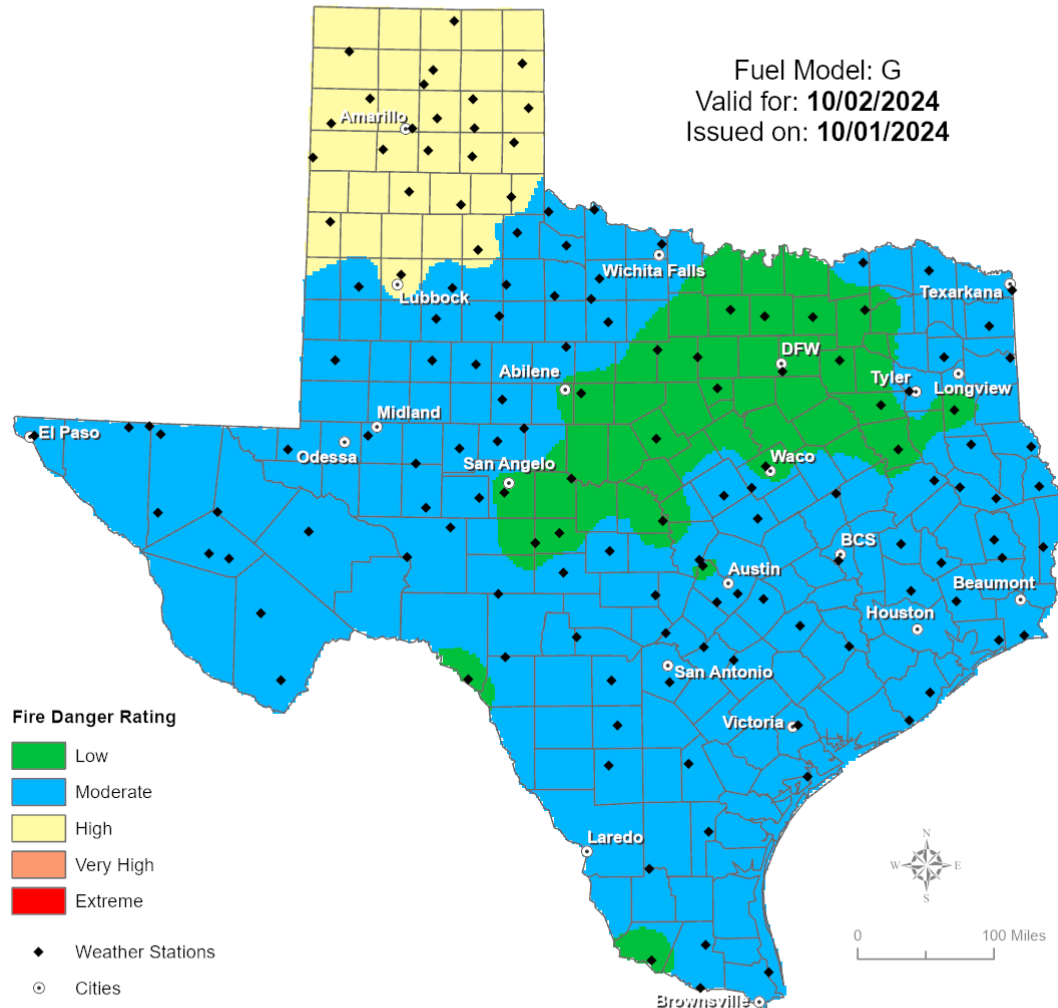 Fuel Model: G
Valid for: 10/02/2024
Issued on: 10/01/2024
Amarillo
Lubbock
Wichita Falls
Texarkana
DFW
Abilene
Tyler
Longview
Midland
El Paso
Odessa
San Angelo
Waco
BCS
Austin
Beaumont
Houston
San Antonio
Victoria
Laredo
Brownsville
Fire Danger Rating
Low
Moderate
High
Very High
Extreme
Weather Stations
Cities
N
W E
S
0 100 Miles